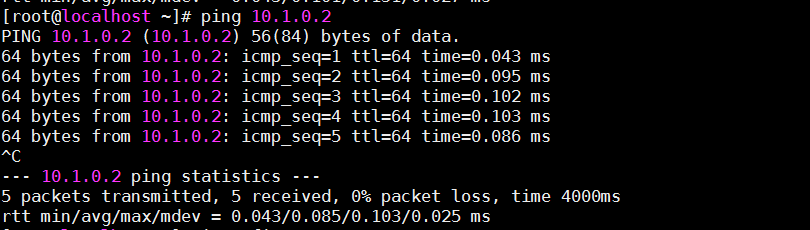 [root@localhost ~]# ping 10.1.0.2
PING 10.1.0.2 (10.1.0.2) 56(84) bytes of data.
64 bytes from 10.1.0.2: icmp_seq=1 ttl=64 time=0.043 ms
64 bytes from 10.1.0.2: icmp_seq=2 ttl=64 time=0.095 ms
64 bytes from 10.1.0.2: icmp_seq=3 ttl=64 time=0.102 ms
64 bytes from 10.1.0.2: icmp_seq=4 ttl=64 time=0.103 ms
64 bytes from 10.1.0.2: icmp_seq=5 ttl=64 time=0.086 ms
^C
--- 10.1.0.2 ping statistics ---
5 packets transmitted, 5 received, 0% packet loss, time 4000ms
rtt min/avg/max/mdev = 0.043/0.085/0.103/0.025 ms